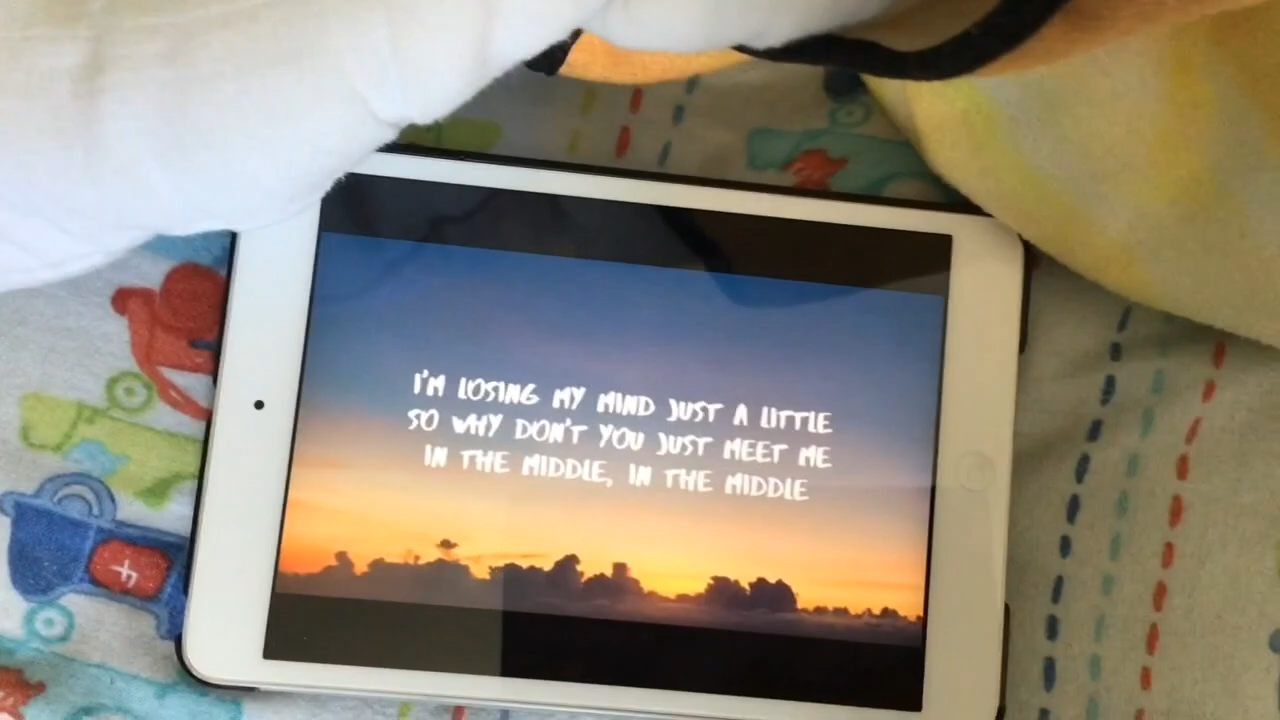 I'M LOSING MY MIND JUST A LITTLE
SO WHY DON'T YOU JUST MEET ME
IN THE MIDDLE, IN THE MIDDLE